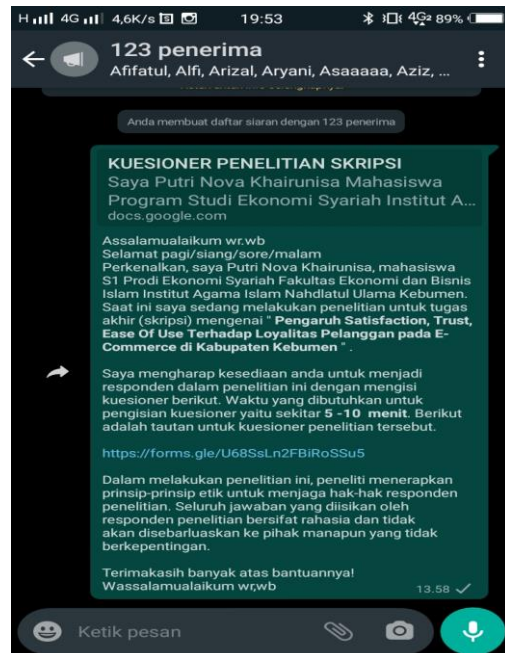 H 4G 4,6K/s 19:53 4G² 89%
123 penerima
Afifatul, Alfi, Arizal, Aryani, Asaaaaa, Aziz, ...
Anda membuat daftar siaran dengan 123 penerima
KUESIONER PENELITIAN SKRIPSI
Saya Putri Nova Khairunisa Mahasiswa
Program Studi Ekonomi Syariah Institut A...
docs.google.com
Assalamualaikum wr.wb
Selamat pagi/siang/sore/malam
Perkenalkan, saya Putri Nova Khairunisa, mahasiswa
S1 Prodi Ekonomi Syariah Fakultas Ekonomi dan Bisnis
Islam Institut Agama Islam Nahdlatul Ulama Kebumen.
Saat ini saya sedang melakukan penelitian untuk tugas
akhir (skripsi) mengenai " Pengaruh Satisfaction, Trust,
Ease Of Use Terhadap Loyalitas Pelanggan pada E-
Commerce di Kabupaten Kebumen " .
Saya mengharap kesediaan anda untuk menjadi
responden dalam penelitian ini dengan mengisi
kuesioner berikut. Waktu yang dibutuhkan untuk
pengisian kuesioner yaitu sekitar 5 -10 menit. Berikut
adalah tautan untuk kuesioner penelitian tersebut.
https://forms.gle/U68SsLn2FBiRoSSu5
Dalam melakukan penelitian ini, peneliti menerapkan
prinsip-prinsip etik untuk menjaga hak-hak responden
penelitian. Seluruh jawaban yang diisikan oleh
responden penelitian bersifat rahasia dan tidak
akan disebarluaskan ke pihak manapun yang tidak
berkepentingan.
Terimakasih banyak atas bantuannya!
Wassalamualaikum wr,wb
13.58
Ketik pesan